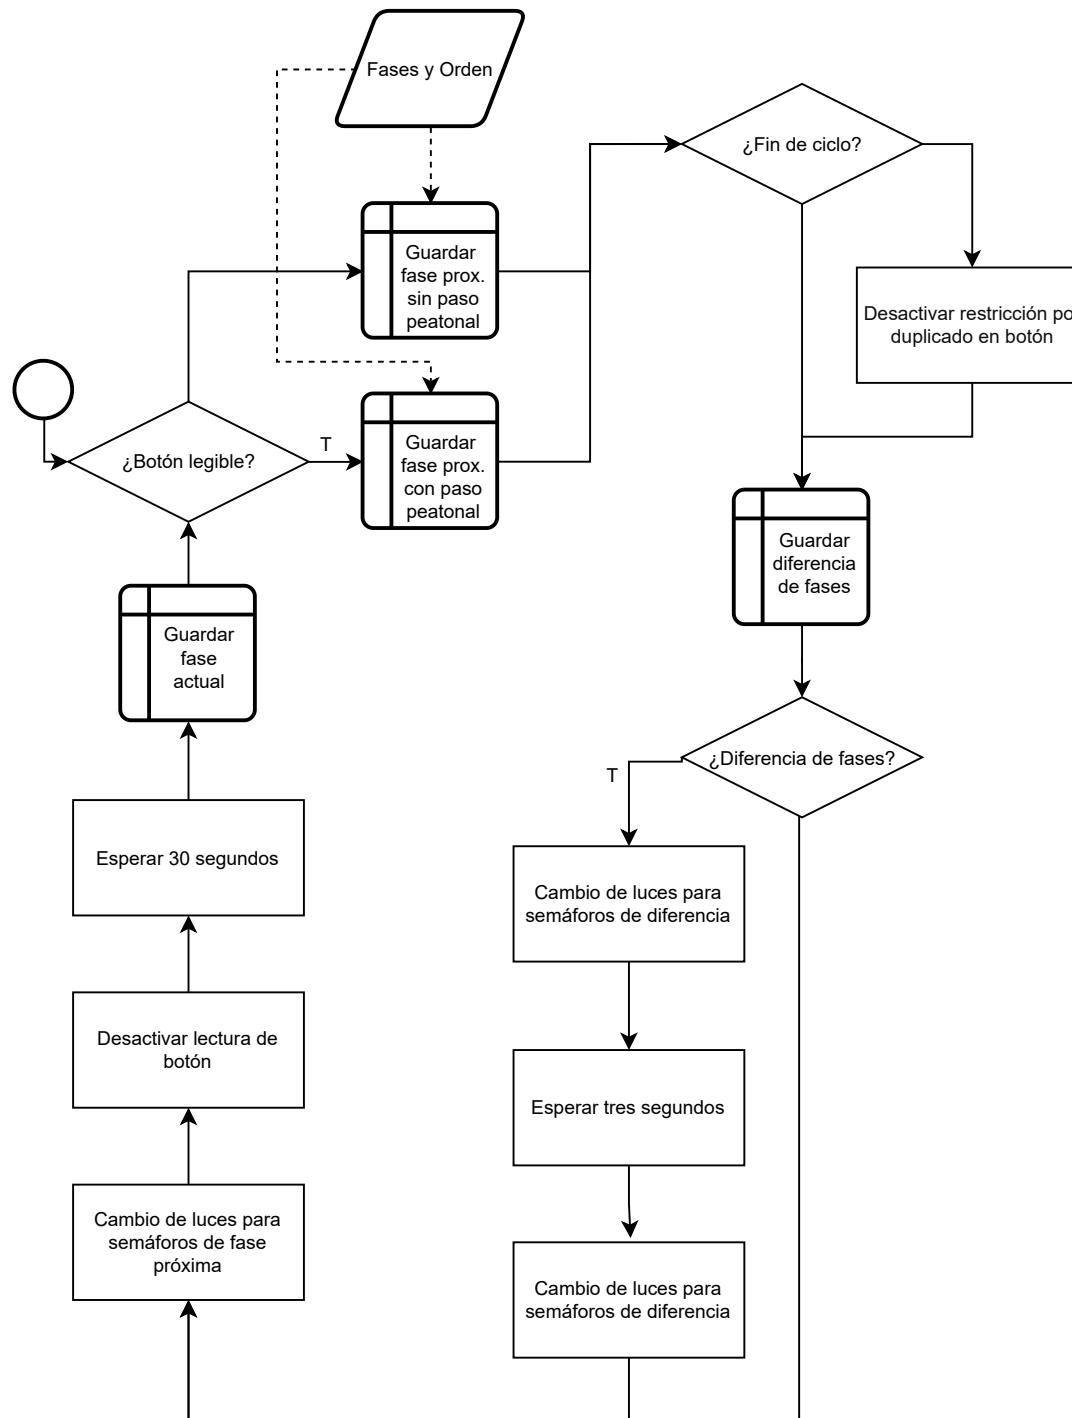 Fases y Orden
¿Fin de ciclo?
Guardar
fase prox.
sin paso
peatonal
Desactivar restricción po
duplicado en botón
¿Botón legible?
T
Guardar
fase prox.
con paso
peatonal
Guardar
diferencia
de fases
Guardar
fase
actual
¿Diferencia de fases?
T
Esperar 30 segundos
Cambio de luces para
semáforos de diferencia
Desactivar lectura de
botón
Esperar tres segundos
Cambio de luces para
semáforos de fase
próxima
Cambio de luces para
semáforos de diferencia